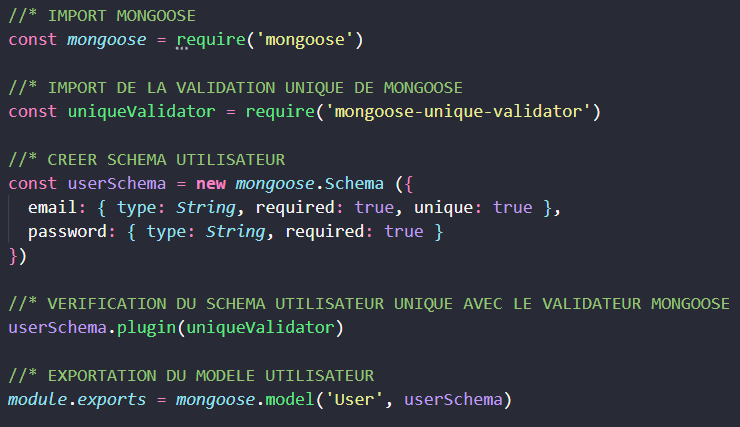 //* IMPORT MONGOOSE
const mongoose = require('mongoose')
//* IMPORT DE LA VALIDATION UNIQUE DE MONGOOSE
const uniqueValidator = require('mongoose-unique-validator')
//* CREER SCHEMA UTILISATEUR
const userSchema = new mongoose.Schema ({
  email: { type: String, required: true, unique: true },
  password: { type: String, required: true }
})
//* VERIFICATION DU SCHEMA UTILISATEUR UNIQUE AVEC LE VALIDATEUR MONGOOSE
userSchema.plugin(uniqueValidator)
//* EXPORTATION DU MODELE UTILISATEUR
module.exports = mongoose.model('User', userSchema)